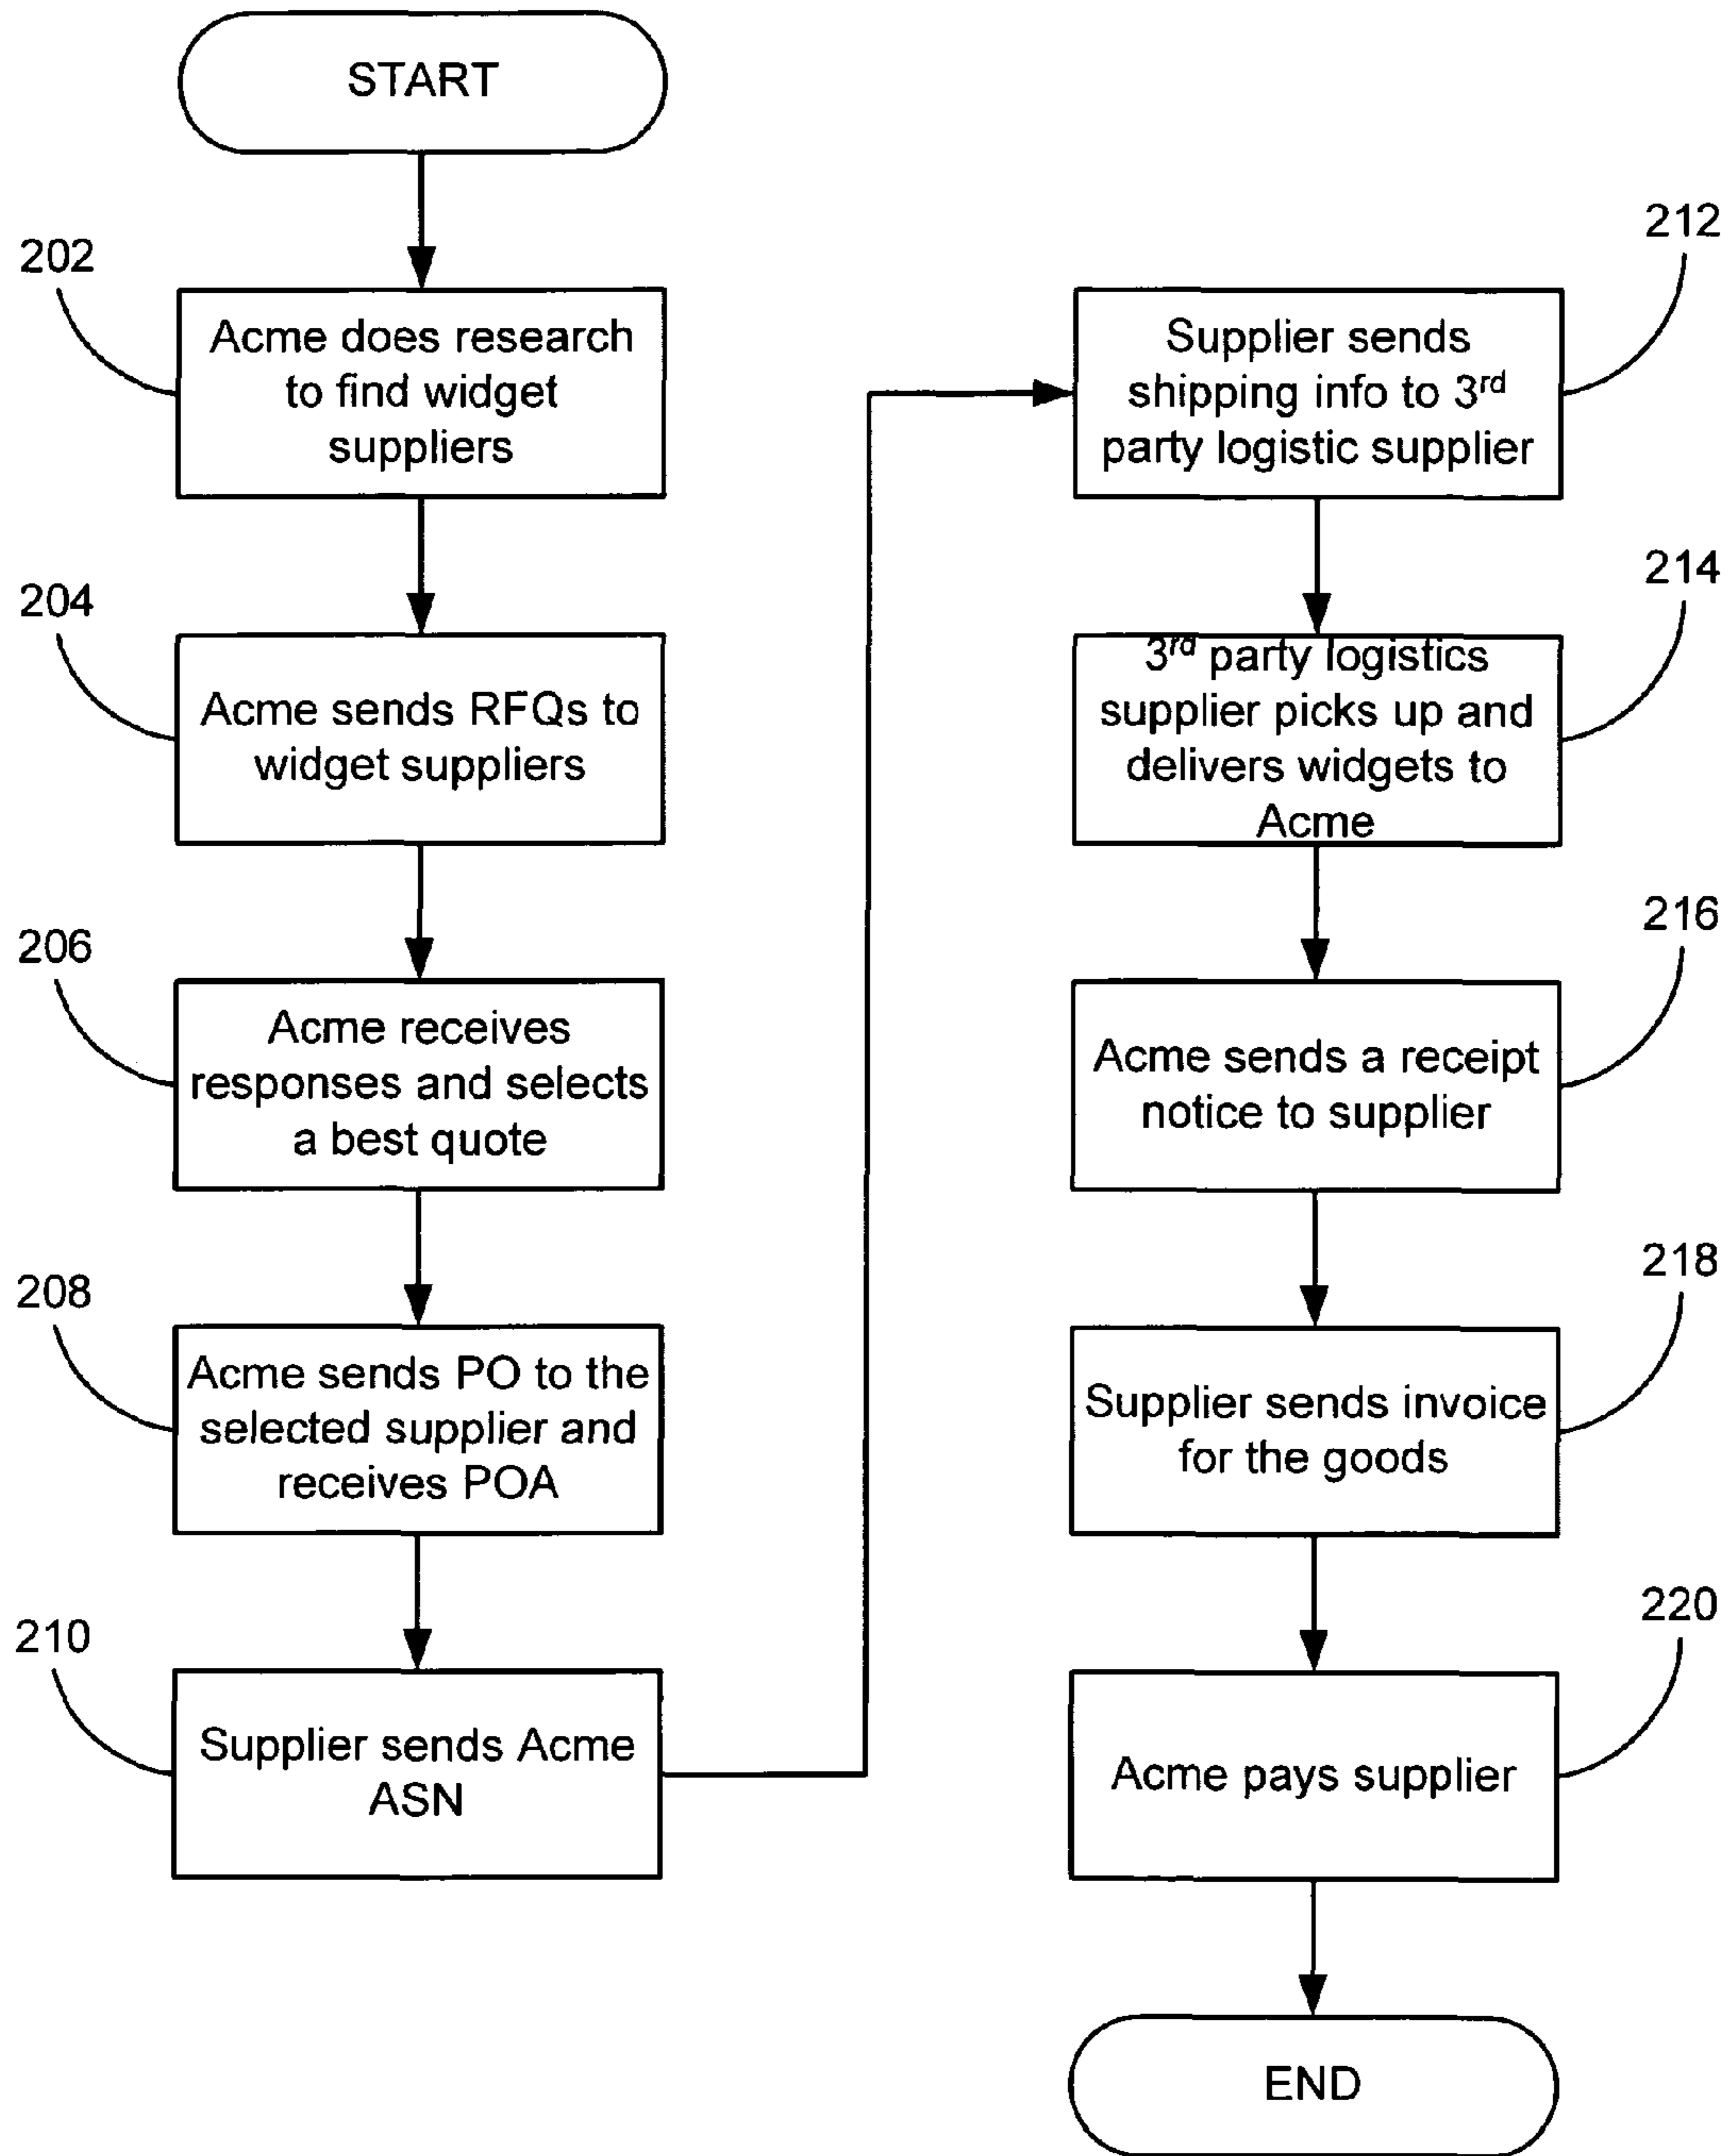 START
202
Acme does research
to find widget
suppliers
204
Acme sends RFQs to
widget suppliers
206
Acme receives
responses and selects
a best quote
208
Acme sends PO to the
selected supplier and
receives POA
210
Supplier sends Acme
ASN
212
Supplier sends
shipping info to 3rd
party logistic supplier
214
3rd party logistics
supplier picks up and
delivers widgets to
Acme
216
Acme sends a receipt
notice to supplier
218
Supplier sends invoice
for the goods
220
Acme pays supplier
END